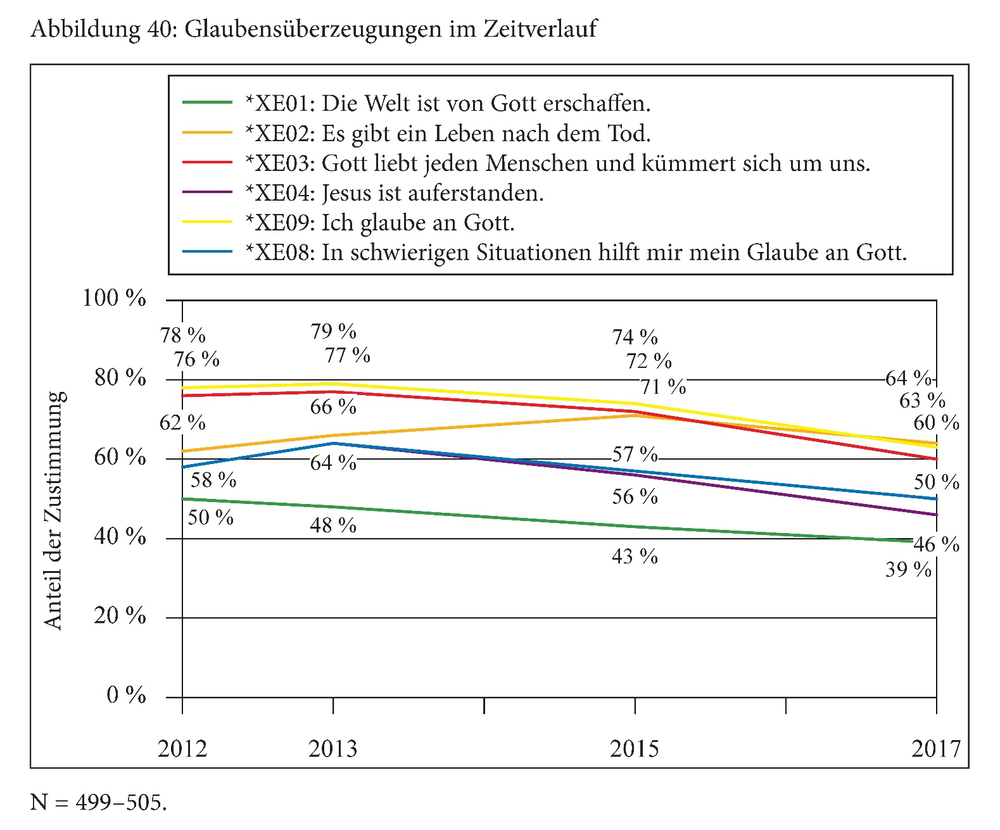 Abbildung 40: Glaubensüberzeugungen im Zeitverlauf
*XE01: Die Welt ist von Gott erschaffen.
*XE02: Es gibt ein Leben nach dem Tod.
*XE03: Gott liebt jeden Menschen und kümmert sich um uns.
*XE04: Jesus ist auferstanden.
*XE09: Ich glaube an Gott.
*XE08: In schwierigen Situationen hilft mir mein Glaube an Gott.
Anteil der Zustimmung
100 %
80 %
60 %
40 %
20 %
0 %
78 %
76 %
62 %
58 %
50 %
79 %
77 %
66 %
64 %
48 %
74 %
72 %
71 %
57 %
56 %
43 %
64 %
63 %
60 %
50 %
46 %
39 %
2012 2013 2015 2017
N = 499–505.